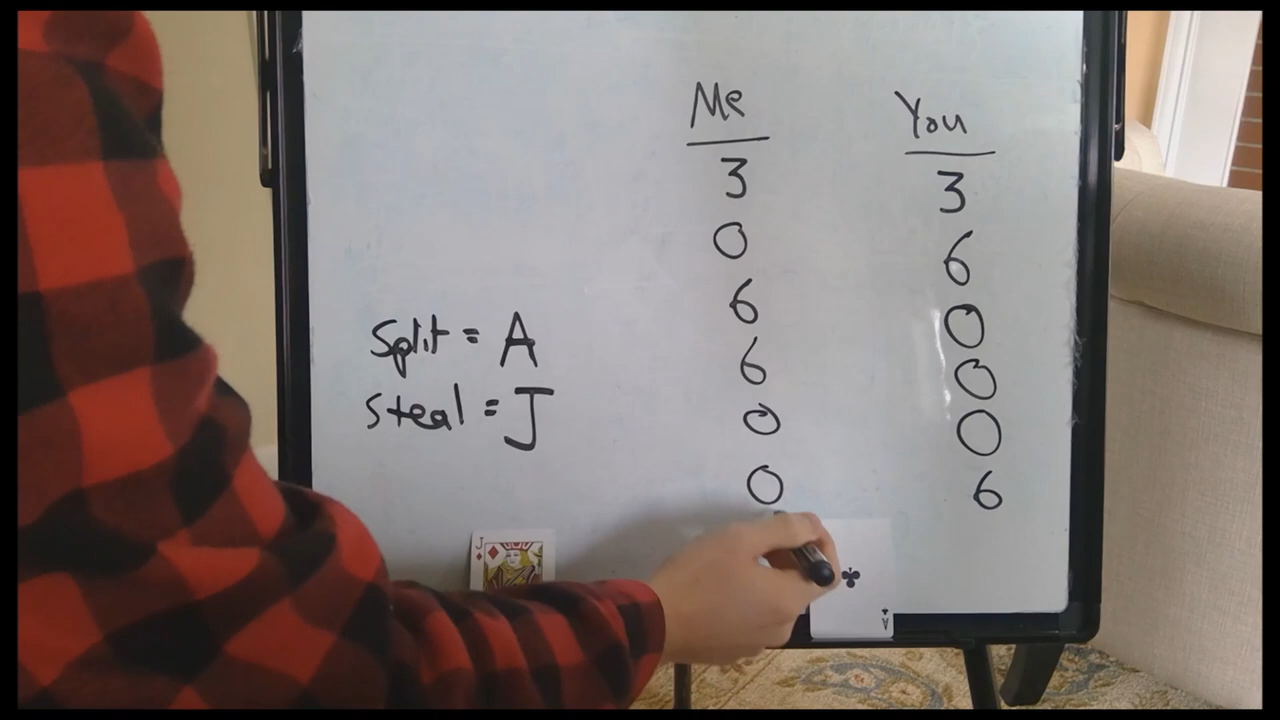 Me You
3 3
0 6
6 0
Split = A 6 0
Steal = J 0 0
0 6
J
A